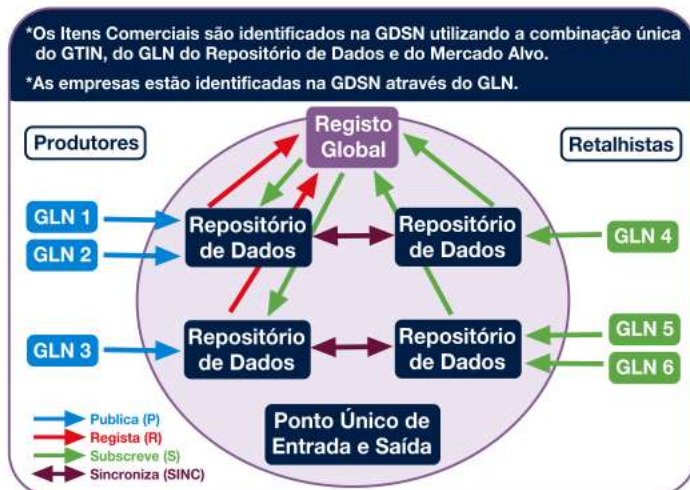 *Os Itens Comerciais são identificados na GDSN utilizando a combinação única
do GTIN, do GLN do Repositório de Dados e do Mercado Alvo.
*As empresas estão identificadas na GDSN através do GLN.
Produtores
Registo
Global
Retalhistas
GLN 1
GLN 2
Repositório
de Dados
Repositório
de Dados
GLN 4
GLN 3
Repositório
de Dados
Repositório
de Dados
GLN 5
GLN 6
Publica (P)
Regista (R)
Subscreve (S)
Sincroniza (SINC)
Ponto Único de
Entrada e Saída